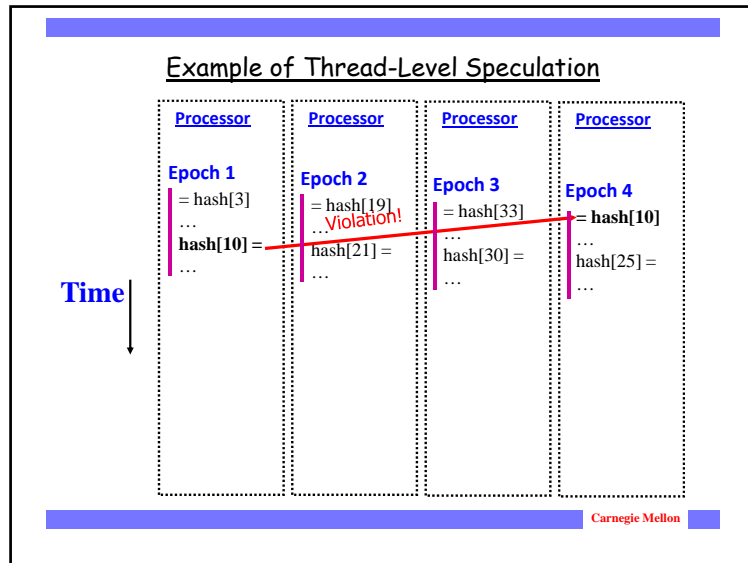 Example of Thread-Level Speculation
Processor
Processor
Processor
Processor
Epoch 1
= hash[3]
…
hash[10] =
…
Epoch 2
= hash[19]
…
hash[21] =
…
Violation!
Epoch 3
= hash[33]
…
hash[30] =
…
Epoch 4
= hash[10]
…
hash[25] =
…
Time
Carnegie Mellon